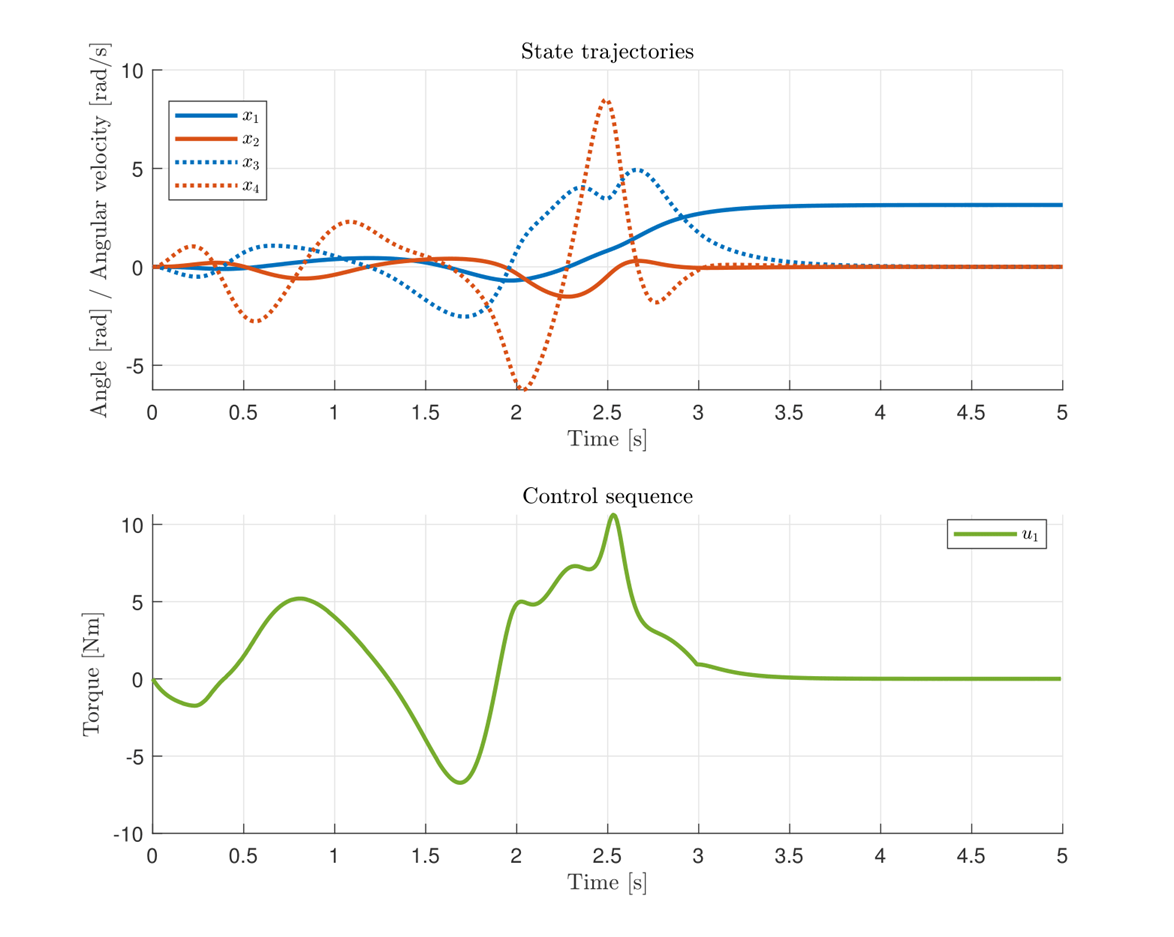 State trajectories
Angle [rad] / Angular velocity [rad/s]
10
5
0
-5
x₁
x₂
x₃
x₄
0 0.5 1 1.5 2 2.5 3 3.5 4 4.5 5
Time [s]
Control sequence
Torque [Nm]
10
5
0
-5
-10
u₁
0 0.5 1 1.5 2 2.5 3 3.5 4 4.5 5
Time [s]